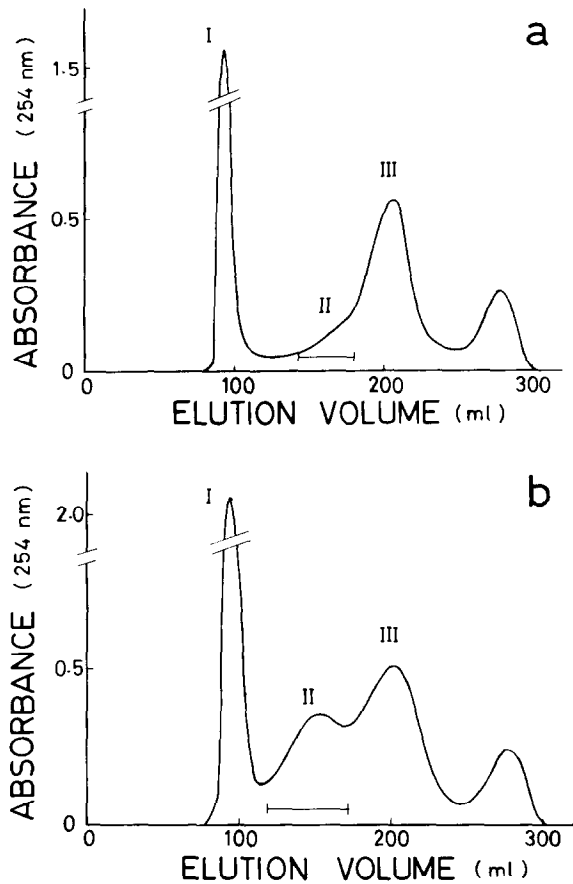 a
I
1.5
III
0.5
II
0
0 100 200 300
ABSORBANCE (254 nm)
ELUTION VOLUME (ml)
b
I
2.0
III
0.5
II
0
0 100 200 300
ABSORBANCE (254 nm)
ELUTION VOLUME (ml)